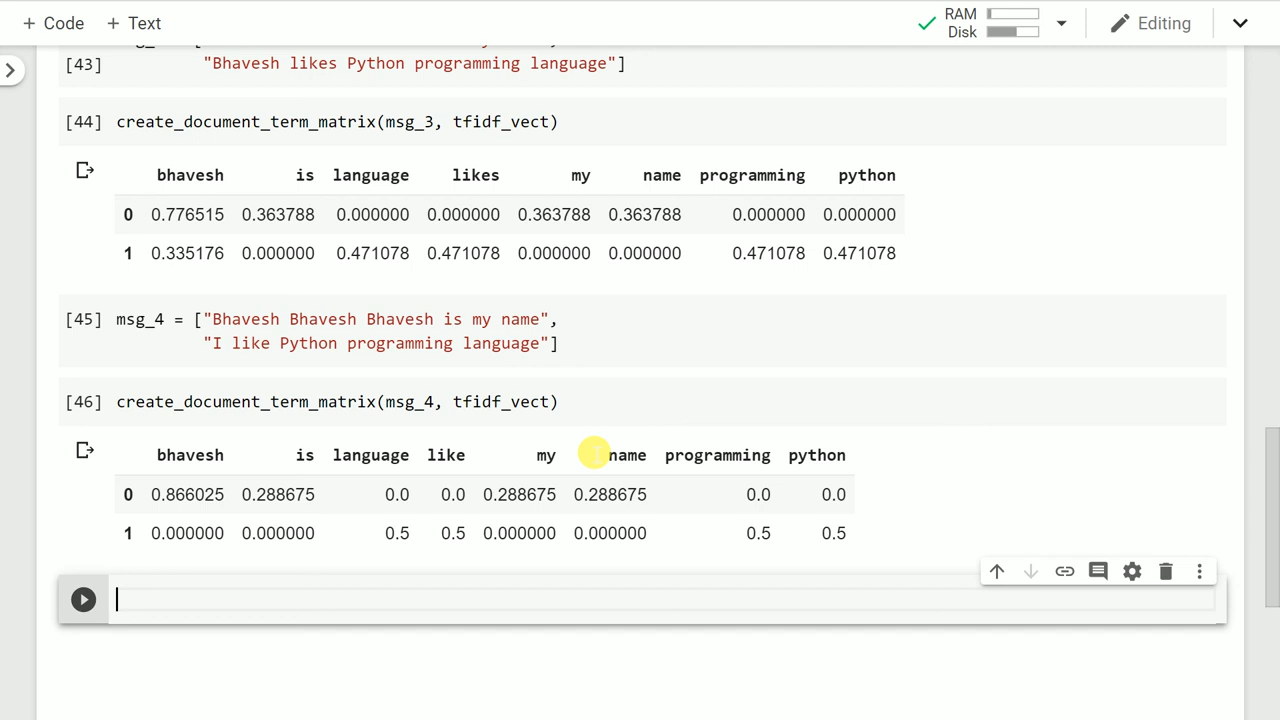 + Code + Text RAM Disk Editing
[43] "Bhavesh likes Python programming language"]
[44] create_document_term_matrix(msg_3, tfidf_vect)
bhavesh is language likes my name programming python
0 0.776515 0.363788 0.000000 0.000000 0.363788 0.363788 0.000000 0.000000
1 0.335176 0.000000 0.471078 0.471078 0.000000 0.000000 0.471078 0.471078
[45] msg_4 = ["Bhavesh Bhavesh Bhavesh is my name",
"I like Python programming language"]
[46] create_document_term_matrix(msg_4, tfidf_vect)
bhavesh is language like my name programming python
0 0.866025 0.288675 0.0 0.0 0.288675 0.288675 0.0 0.0
1 0.000000 0.000000 0.5 0.5 0.000000 0.000000 0.5 0.5